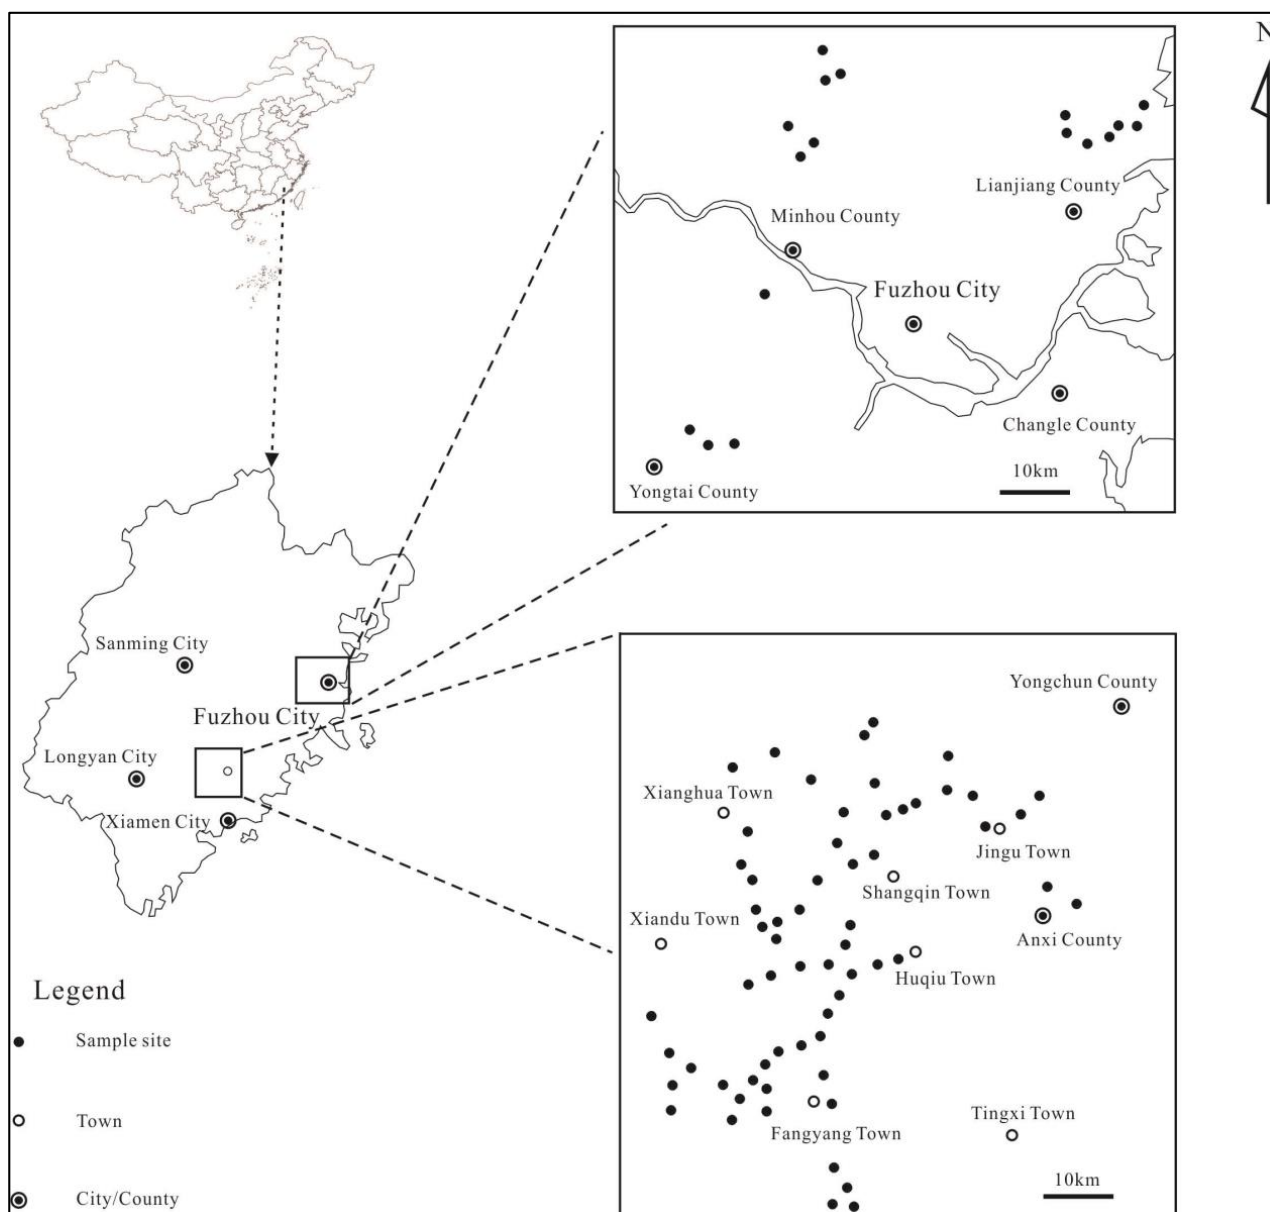 N
Lianjiang County
Minhou County
Fuzhou City
Changle County
10km
Yongtai County
Sanming City
Fuzhou City
Longyan City
Xiamen City
Yongchun County
Xianghua Town
Jingu Town
Shangqin Town
Xiandu Town
Anxi County
Huqiu Town
Tingxi Town
Fangyang Town
10km
Legend
Sample site
Town
City/County